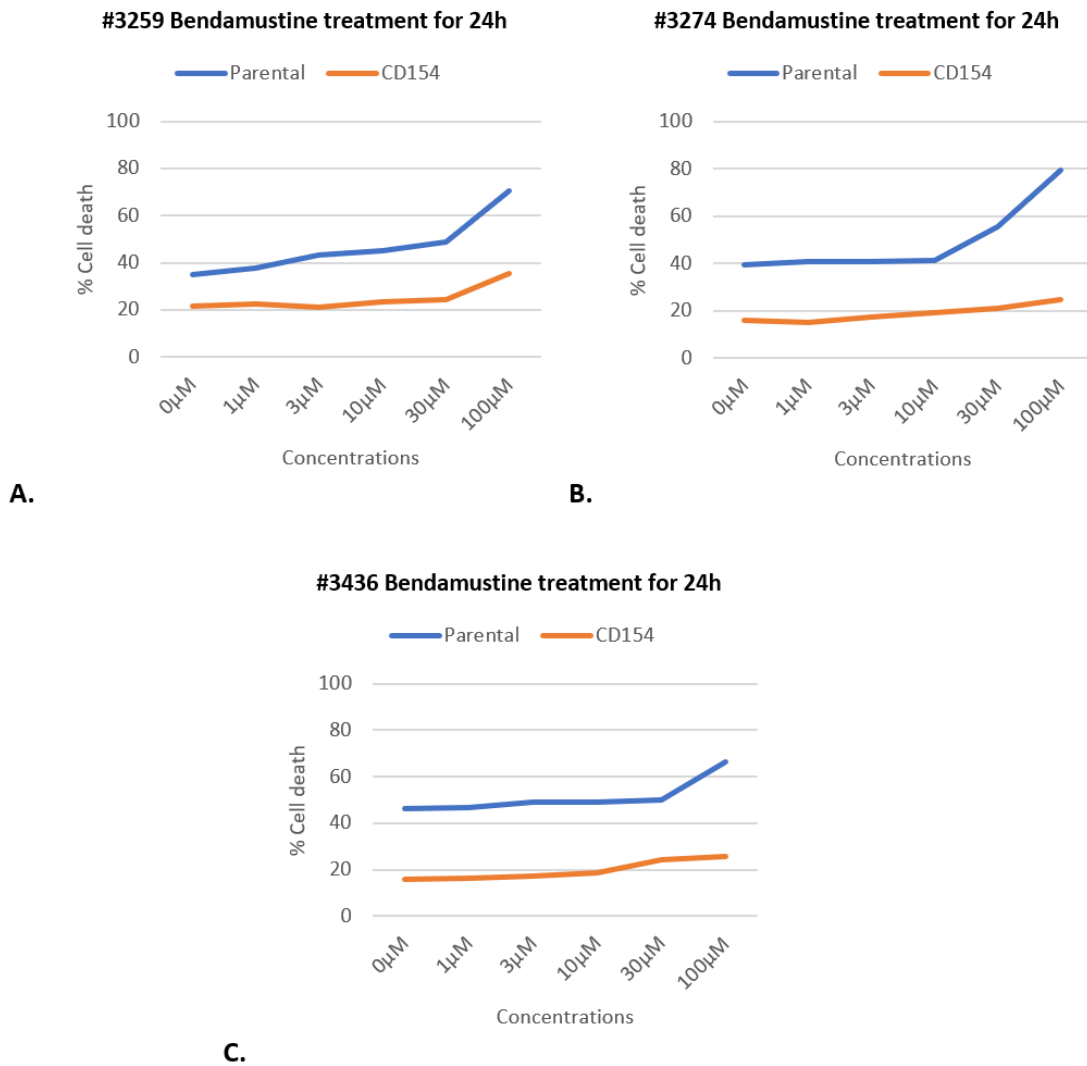 #3259 Bendamustine treatment for 24h
Parental CD154
100
80
60
40
20
0
% Cell death
0µM 1µM 3µM 10µM 30µM 100µM
Concentrations
A.
#3274 Bendamustine treatment for 24h
Parental CD154
100
80
60
40
20
0
% Cell death
0µM 1µM 3µM 10µM 30µM 100µM
Concentrations
B.
#3436 Bendamustine treatment for 24h
Parental CD154
100
80
60
40
20
0
% Cell death
0µM 1µM 3µM 10µM 30µM 100µM
Concentrations
C.